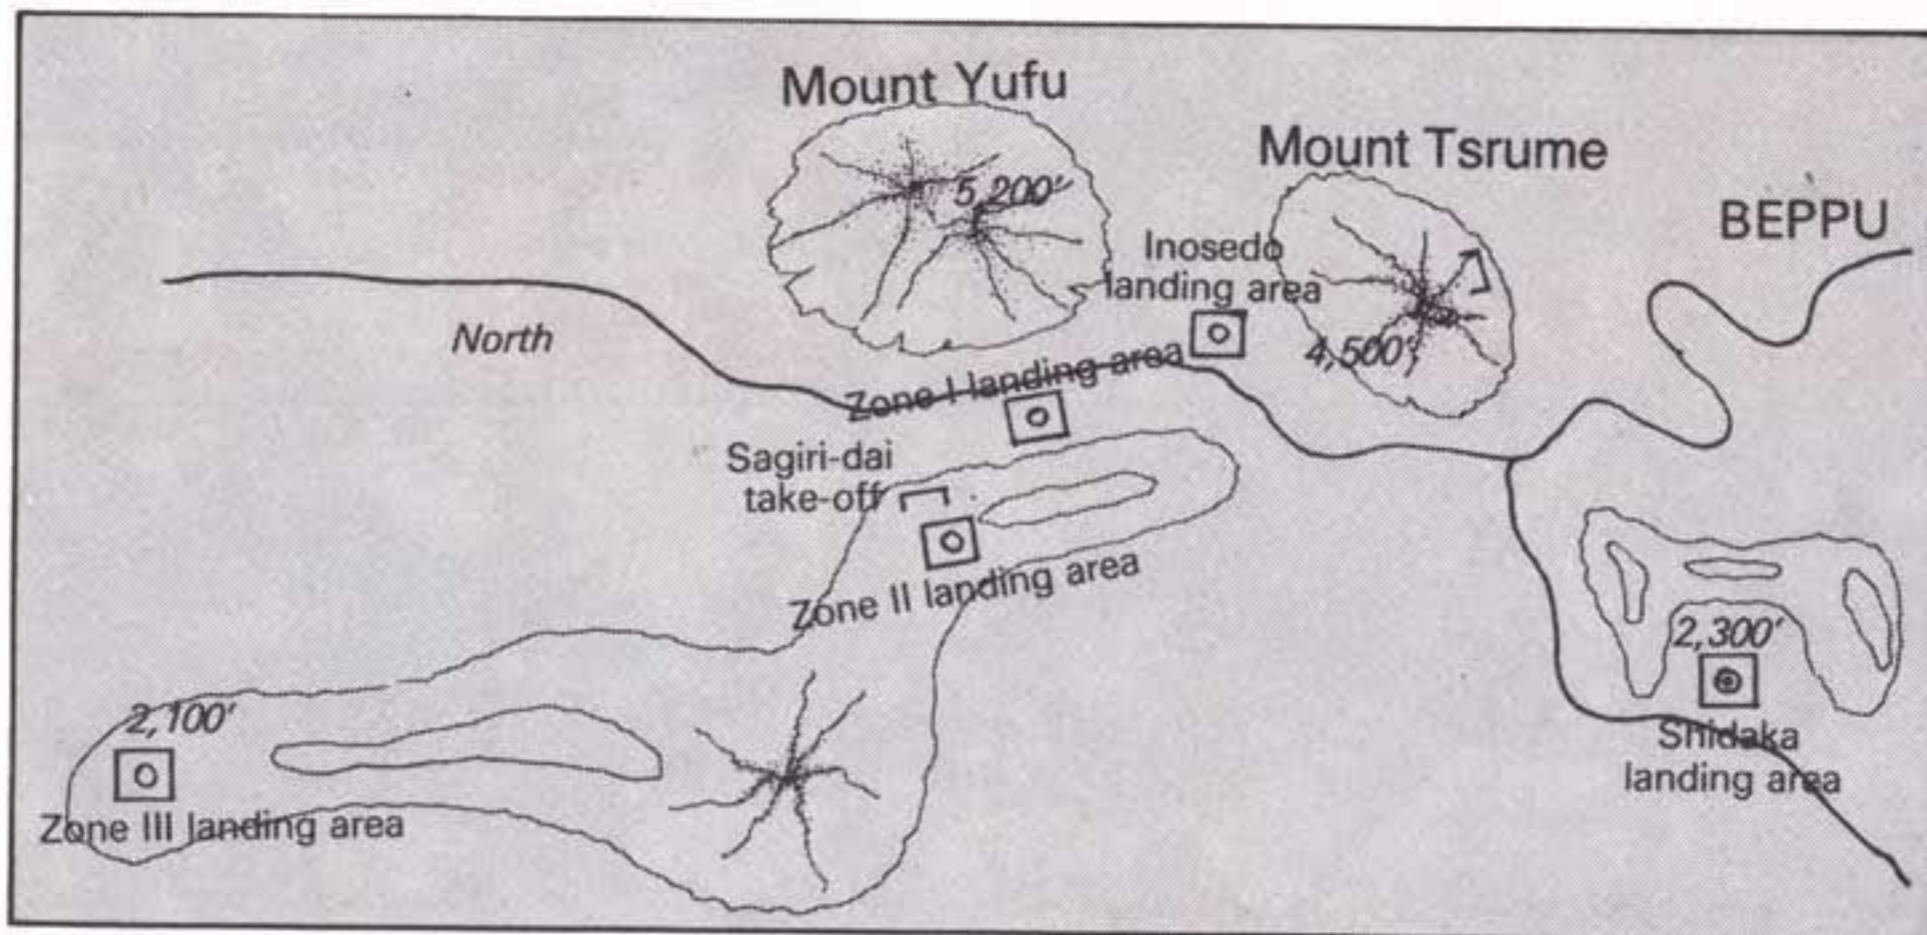 Mount Yufu
5,200'
Mount Tsrume
BEPPU
Inosedo
landing area
North
4,500'
Zone I landing area
Sagiri-dai
take-off
Zone II landing area
2,300'
Shidaka
landing area
2,100'
Zone III landing area